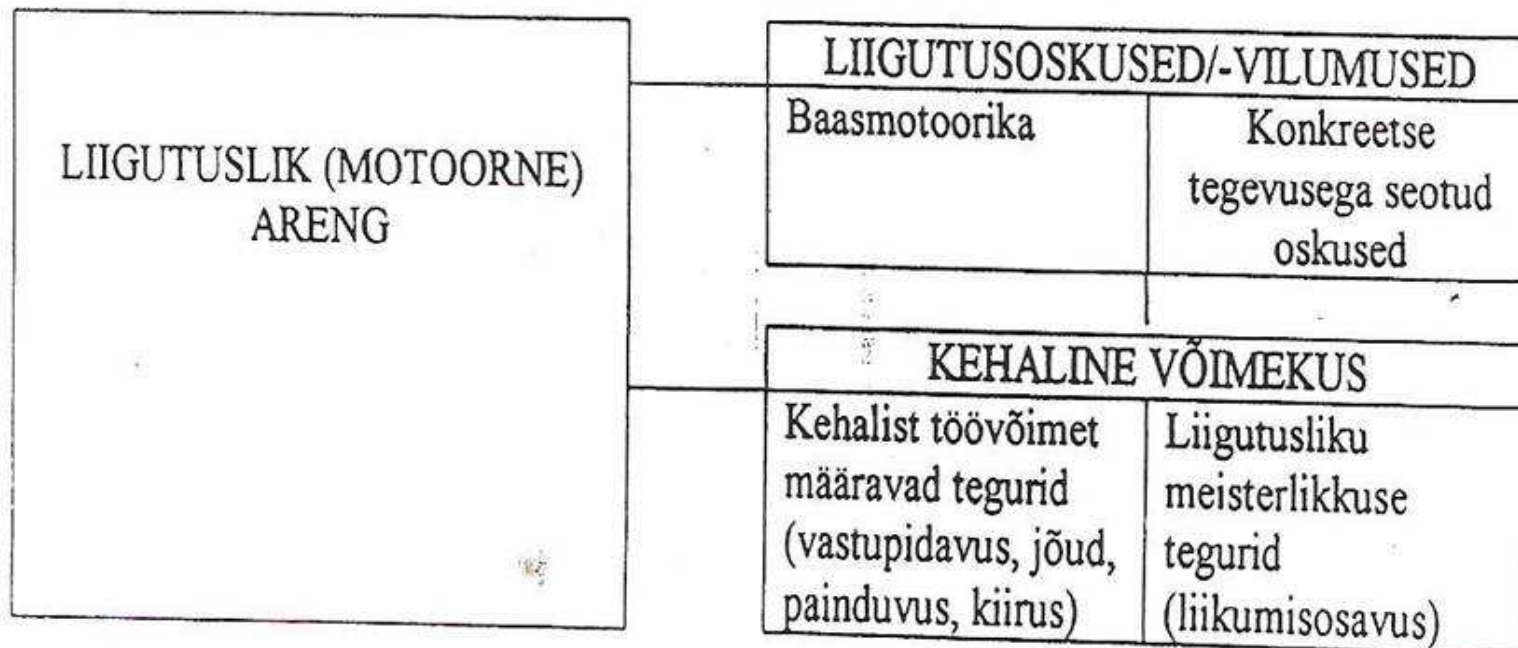 LIIGUTUSLIK (MOTOORNE)
ARENG
LIIGUTUSOSKUSED/-VILUMUSED
Baasmotoorika
Konkreetse
tegevusega seotud
oskused
KEHALINE VÕIMEKUS
Kehalist töövõimet
määravad tegurid
(vastupidavus, jõud,
painduvus, kiirus)
Liigutusliku
meisterlikkuse
tegurid
(liikumisosavus)